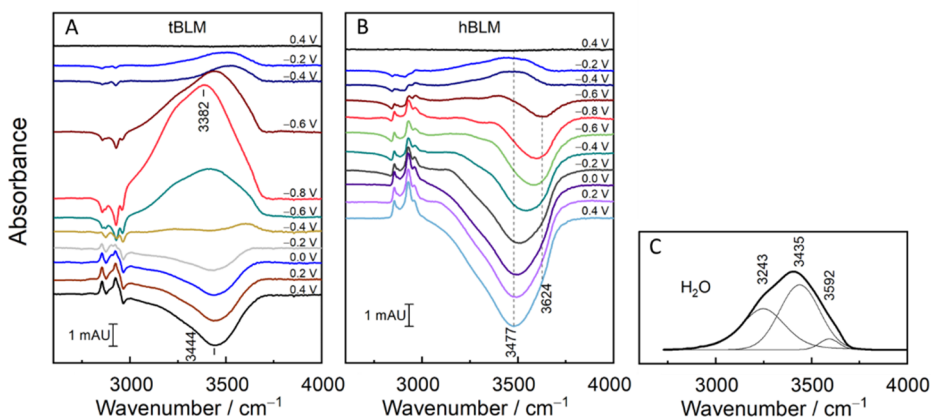 A
tBLM
0.4 V
−0.2 V
−0.4 V
−0.6 V
3382
−0.8 V
−0.6 V
−0.4 V
−0.2 V
0.0 V
0.2 V
0.4 V
1 mAU
3444
3000
3500
4000
Wavenumber / cm⁻¹
Absorbance
B
hBLM
0.4 V
−0.2 V
−0.4 V
−0.6 V
−0.8 V
−0.6 V
−0.4 V
−0.2 V
0.0 V
0.2 V
0.4 V
1 mAU
3477
3624
3000
3500
4000
Wavenumber / cm⁻¹
C
H₂O
3243
3435
3592
3000
3500
4000
Wavenumber / cm⁻¹